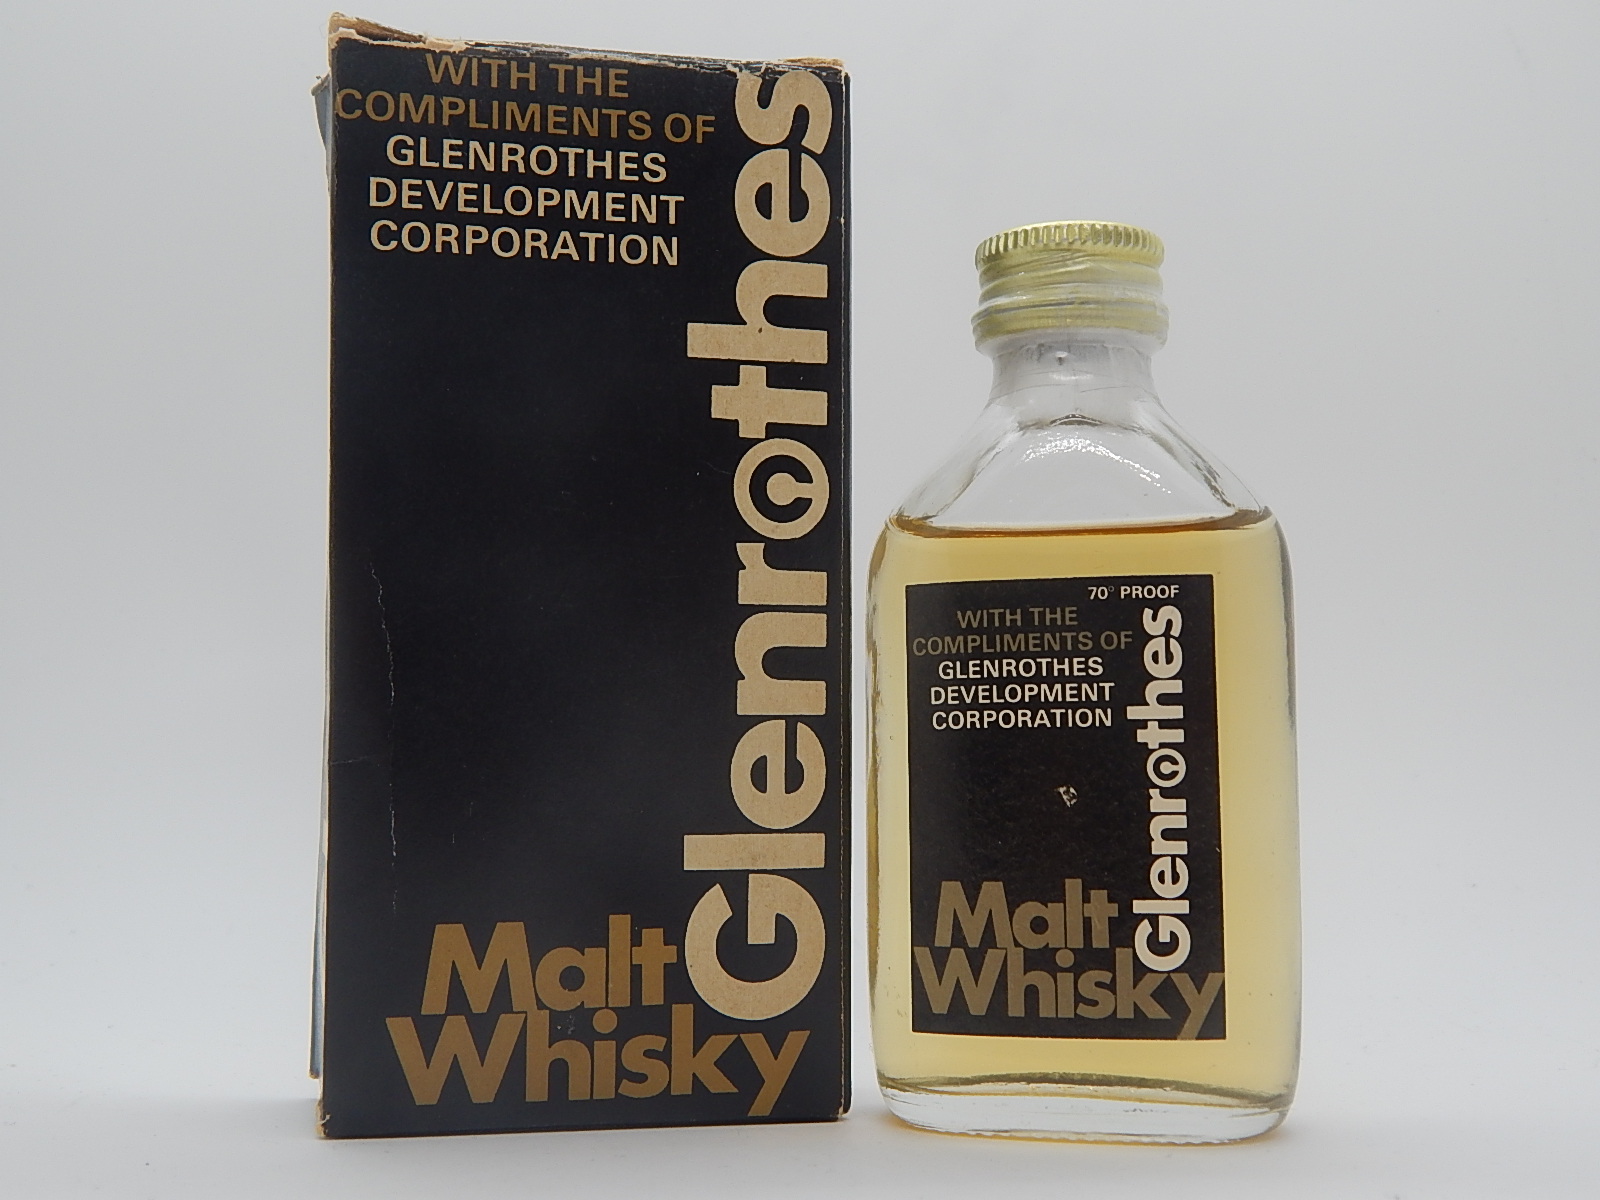 WITH THE
COMPLIMENTS OF
GLENROTHES
DEVELOPMENT
CORPORATION
Glenrothes
Malt
Whisky
70° PROOF
WITH THE
COMPLIMENTS OF
GLENROTHES
DEVELOPMENT
CORPORATION
Glenrothes
Malt
Whisky